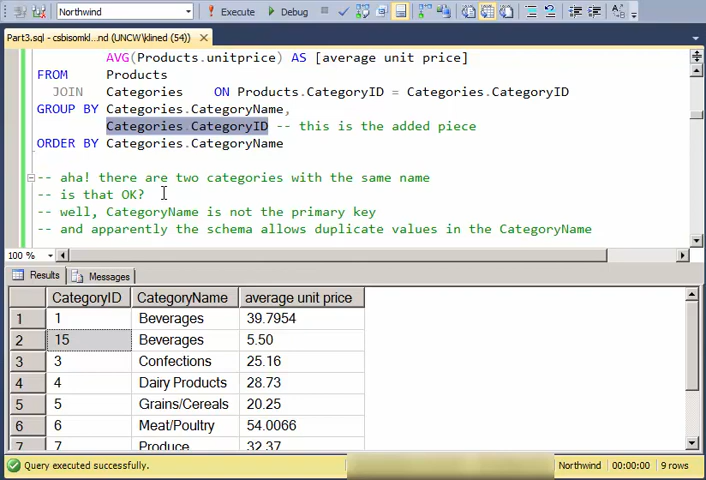 Northwind Execute Debug
Part3.sql - csbisomkl...nd (UNCW\klined (54))
AVG(Products.unitprice) AS [average unit price]
FROM Products
JOIN Categories ON Products.CategoryID = Categories.CategoryID
GROUP BY Categories.CategoryName,
Categories.CategoryID -- this is the added piece
ORDER BY Categories.CategoryName
-- aha! there are two categories with the same name
-- is that OK?
-- well, CategoryName is not the primary key
-- and apparently the schema allows duplicate values in the CategoryName
100 %
Results Messages
CategoryID CategoryName average unit price
1 1 Beverages 39.7954
2 15 Beverages 5.50
3 3 Confections 25.16
4 4 Dairy Products 28.73
5 5 Grains/Cereals 20.25
6 6 Meat/Poultry 54.0066
7 7 Produce 32.37
Query executed successfully. Northwind 00:00:00 9 rows